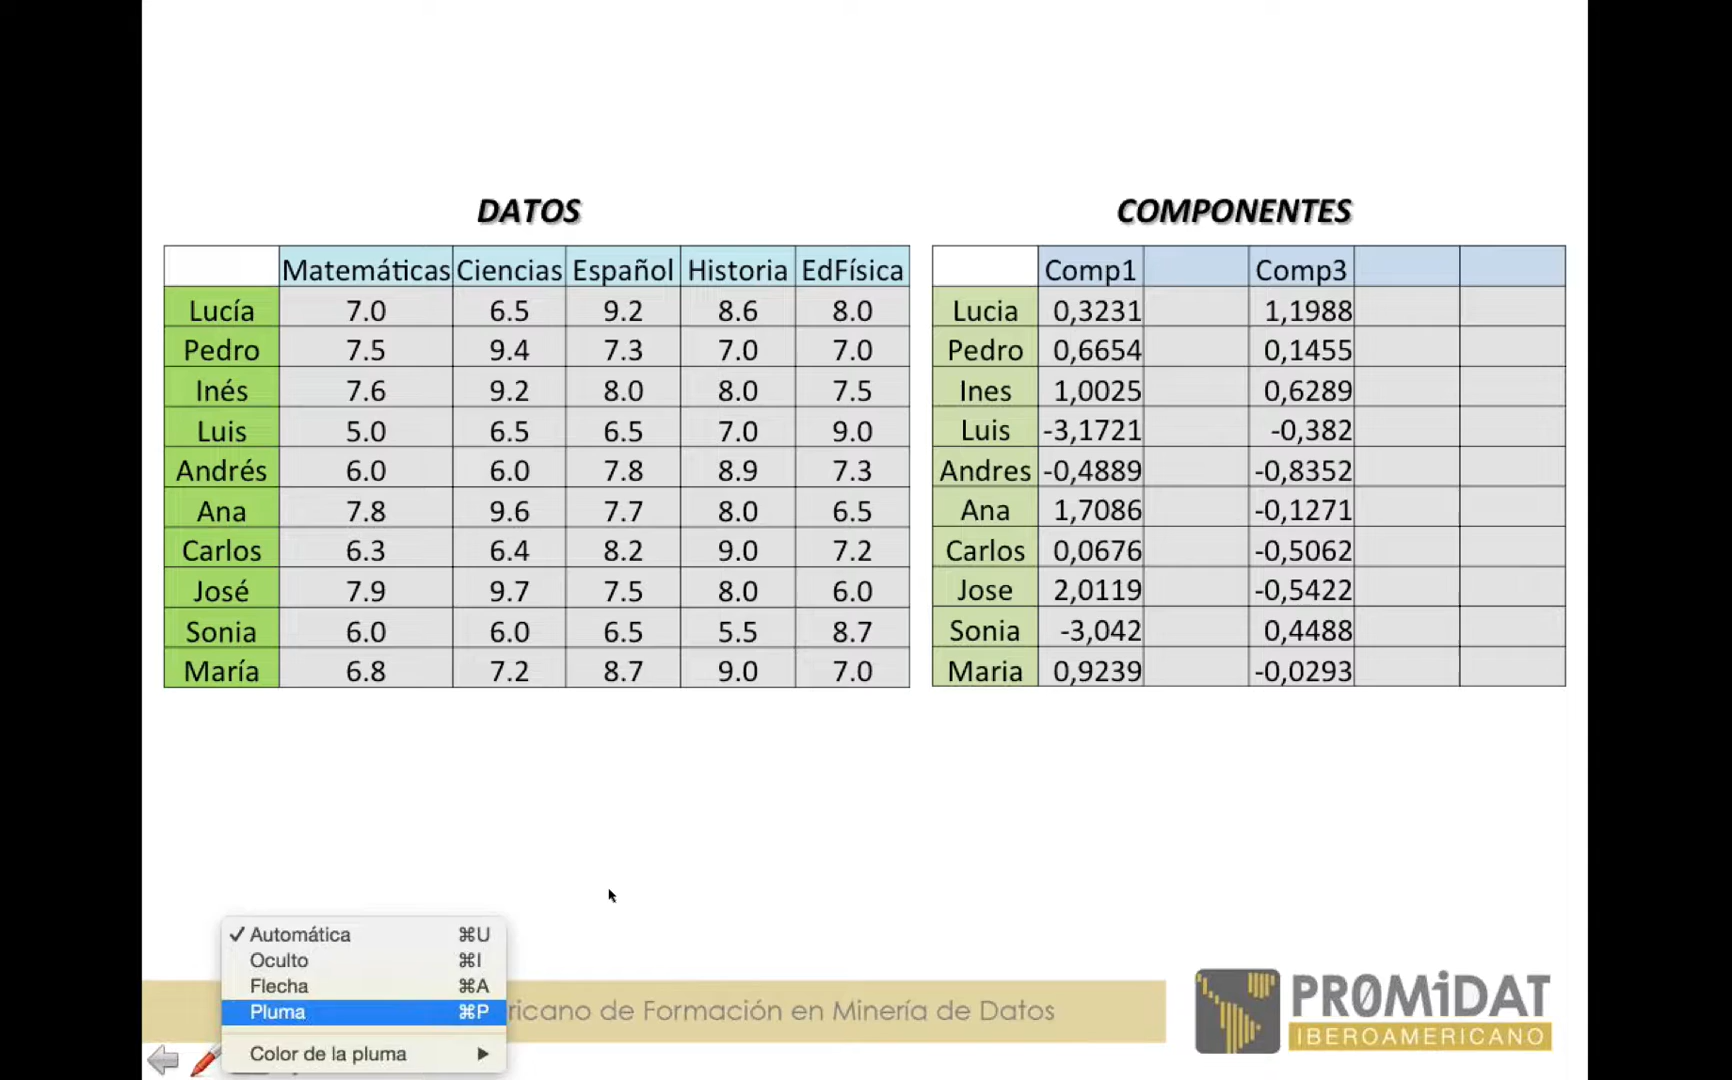 DATOS
Matemáticas Ciencias Español Historia EdFísica
Lucía 7.0 6.5 9.2 8.6 8.0
Pedro 7.5 9.4 7.3 7.0 7.0
Inés 7.6 9.2 8.0 8.0 7.5
Luis 5.0 6.5 6.5 7.0 9.0
Andrés 6.0 6.0 7.8 8.9 7.3
Ana 7.8 9.6 7.7 8.0 6.5
Carlos 6.3 6.4 8.2 9.0 7.2
José 7.9 9.7 7.5 8.0 6.0
Sonia 6.0 6.0 6.5 5.5 8.7
María 6.8 7.2 8.7 9.0 7.0
COMPONENTES
Comp1 Comp3
Lucia 0,3231 1,1988
Pedro 0,6654 0,1455
Ines 1,0025 0,6289
Luis -3,1721 -0,382
Andres -0,4889 -0,8352
Ana 1,7086 -0,1271
Carlos 0,0676 -0,5062
Jose 2,0119 -0,5422
Sonia -3,042 0,4488
Maria 0,9239 -0,0293
✓ Automática ⌘U
Oculto ⌘I
Flecha ⌘A
Pluma ⌘P
Color de la pluma ▶
ricano de Formación en Minería de Datos
PR0MiDAT
IBEROAMERICANO